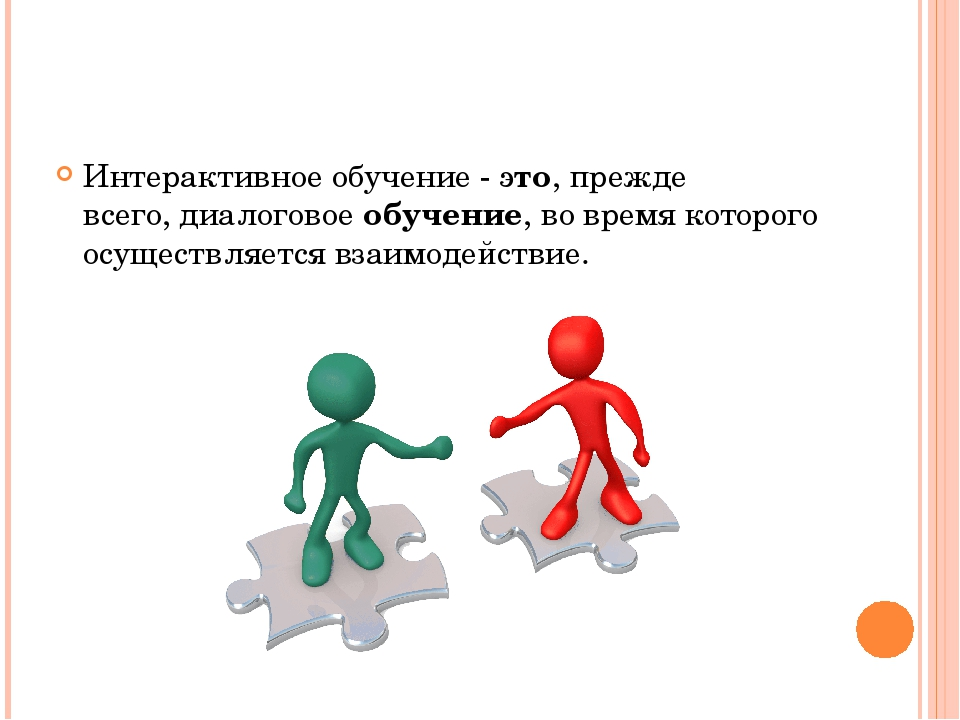 Интерактивное обучение - это, прежде
всего, диалоговое обучение, во время которого
осуществляется взаимодействие.